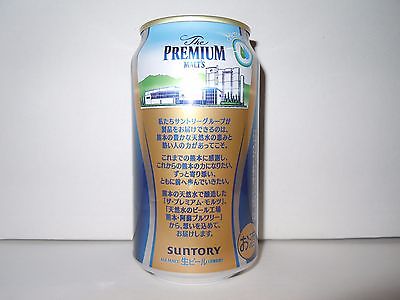 The
PREMIUM
MALT'S
私たちサントリーグループが
製品をお届けできるのは、
熊本の豊かな天然水の恵みと
熱い人の力があってこそ。
これまでの熊本に感謝し、
これからの熊本の力になりたい。
ずっと寄り添い、
ともに前へ歩んでいきたい。
熊本の天然水で醸造した
「ザ・プレミアム・モルツ」。
「天然水のビール工場
熊本・阿蘇ブルワリー」
から、想いを込めて、
お届けします。
SUNTORY
ALL MALT 生ビール
お酒